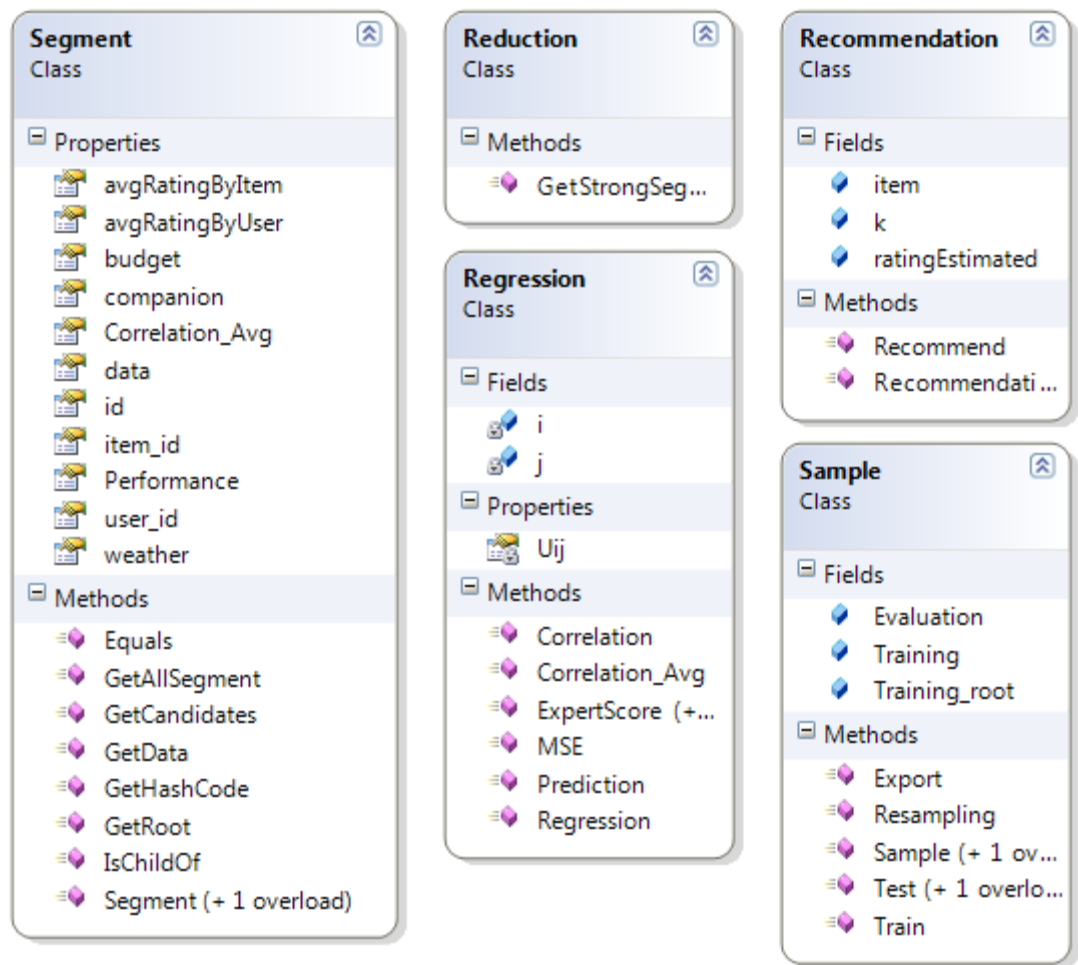 Segment
Class
Properties
avgRatingByItem
avgRatingByUser
budget
companion
Correlation_Avg
data
id
item_id
Performance
user_id
weather
Methods
Equals
GetAllSegment
GetCandidates
GetData
GetHashCode
GetRoot
IsChildOf
Segment (+ 1 overload)
Reduction
Class
Methods
GetStrongSeg...
Regression
Class
Fields
i
j
Properties
Uij
Methods
Correlation
Correlation_Avg
ExpertScore (+...
MSE
Prediction
Regression
Recommendation
Class
Fields
item
k
ratingEstimated
Methods
Recommend
Recommendati...
Sample
Class
Fields
Evaluation
Training
Training_root
Methods
Export
Resampling
Sample (+ 1 ov...
Test (+ 1 overlo...
Train